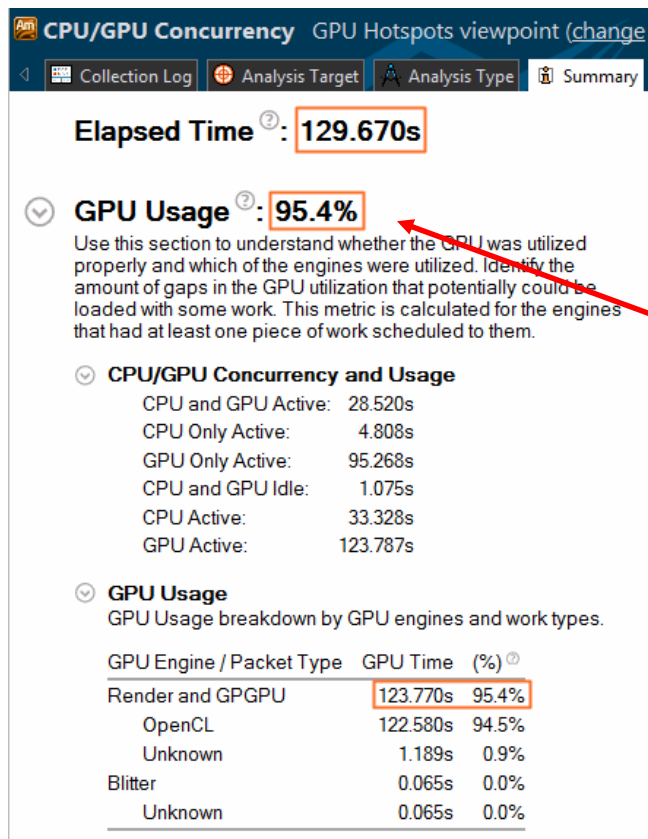 Am CPU/GPU Concurrency GPU Hotspots viewpoint (change
Collection Log Analysis Target Analysis Type Summary
Elapsed Time ?: 129.670s
GPU Usage ?: 95.4%
Use this section to understand whether the GPU was utilized
properly and which of the engines were utilized. Identify the
amount of gaps in the GPU utilization that potentially could be
loaded with some work. This metric is calculated for the engines
that had at least one piece of work scheduled to them.
CPU/GPU Concurrency and Usage
CPU and GPU Active: 28.520s
CPU Only Active: 4.808s
GPU Only Active: 95.268s
CPU and GPU Idle: 1.075s
CPU Active: 33.328s
GPU Active: 123.787s
GPU Usage
GPU Usage breakdown by GPU engines and work types.
GPU Engine / Packet Type GPU Time (%) ?
Render and GPGPU 123.770s 95.4%
OpenCL 122.580s 94.5%
Unknown 1.189s 0.9%
Blitter 0.065s 0.0%
Unknown 0.065s 0.0%